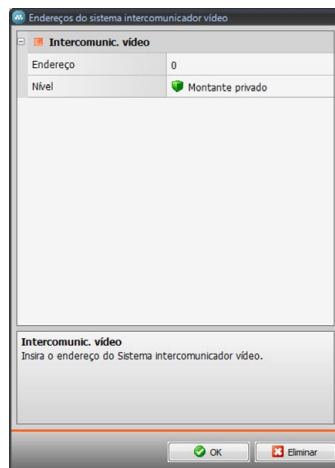 Endereços do sistema intercomunicador vídeo
Intercomunic. vídeo
Endereço 0
Nível Montante privado
Intercomunic. vídeo
Insira o endereço do Sistema intercomunicador vídeo.
OK Eliminar